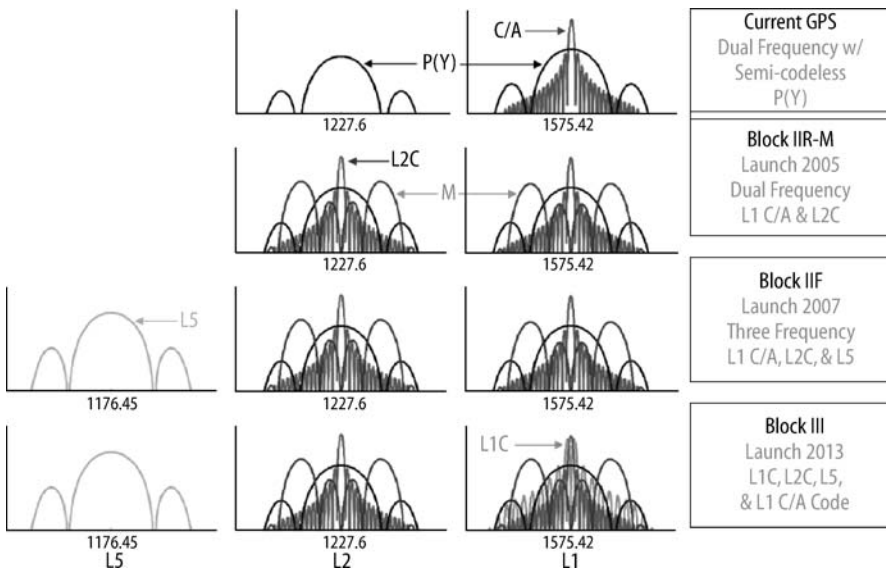 C/A
P(Y)
1227.6
1575.42
Current GPS
Dual Frequency w/
Semi-codeless
P(Y)
L2C
M
1227.6
1575.42
Block IIR-M
Launch 2005
Dual Frequency
L1 C/A & L2C
L5
1176.45
1227.6
1575.42
Block IIF
Launch 2007
Three Frequency
L1 C/A, L2C, & L5
L1C
1176.45
1227.6
1575.42
L5
L2
L1
Block III
Launch 2013
L1C, L2C, L5,
& L1 C/A Code